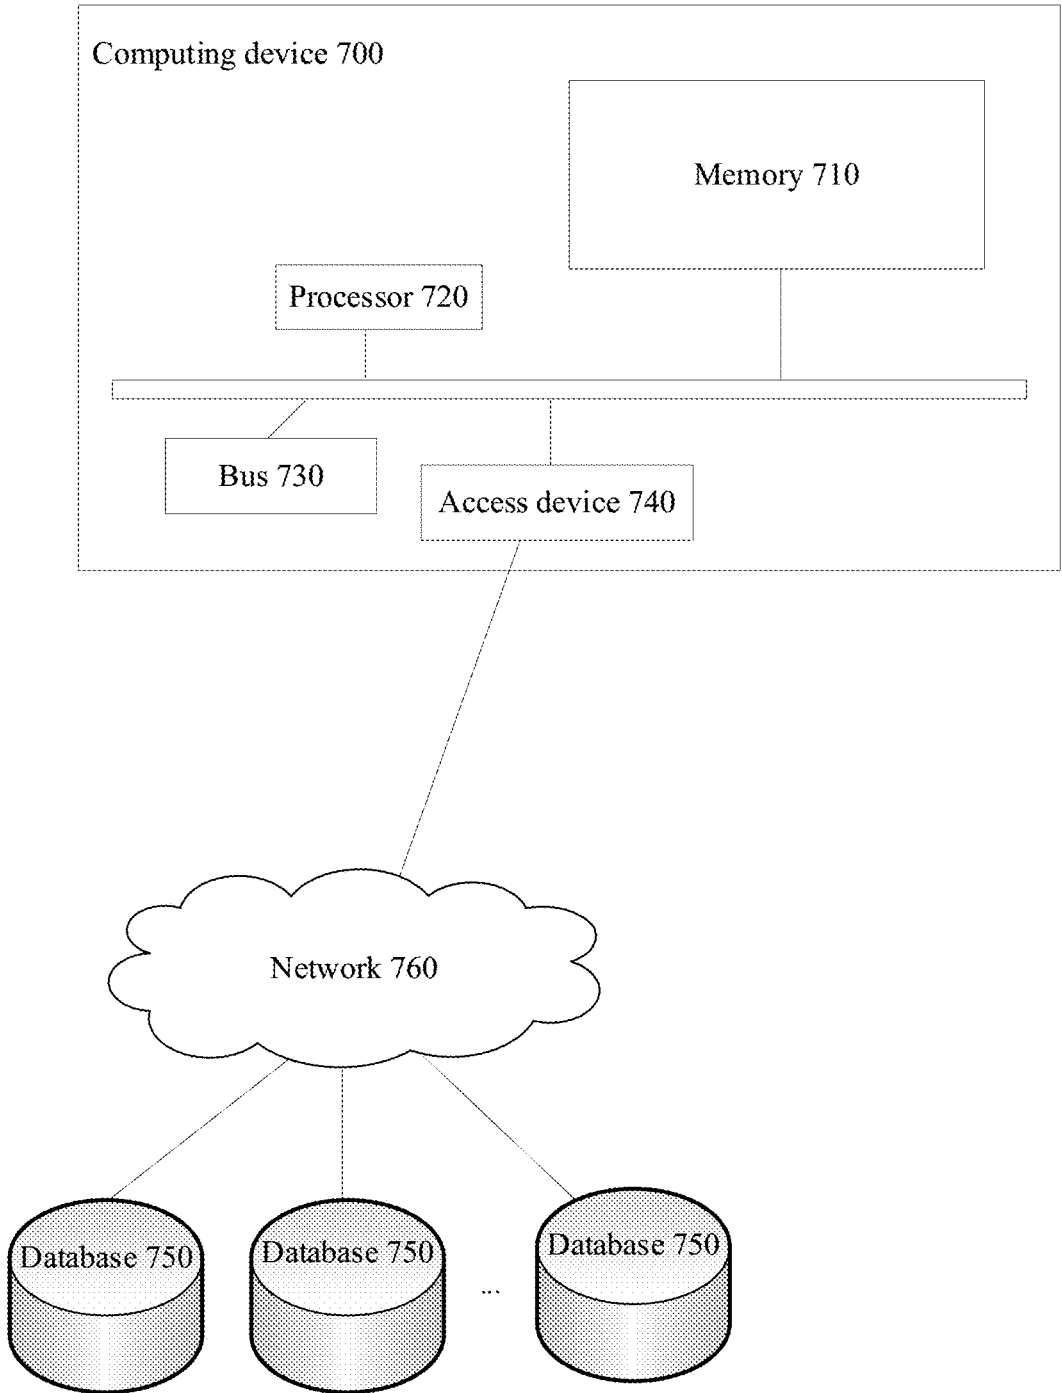 Computing device 700
Memory 710
Processor 720
Bus 730
Access device 740
Network 760
Database 750
Database 750
...
Database 750